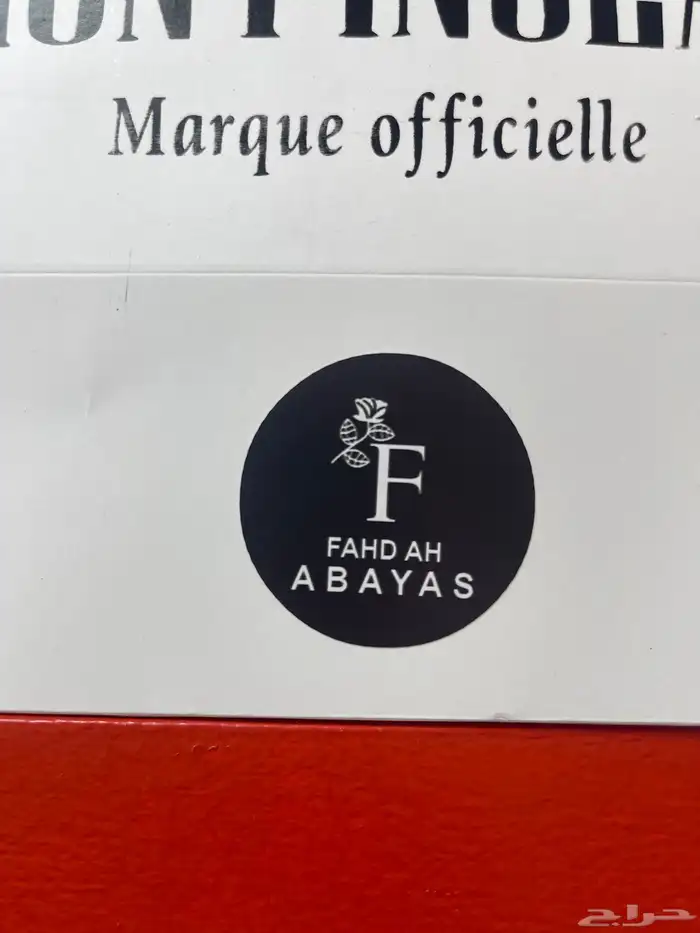 Marque officielle
F
FAHD AH
ABAYAS
حراج